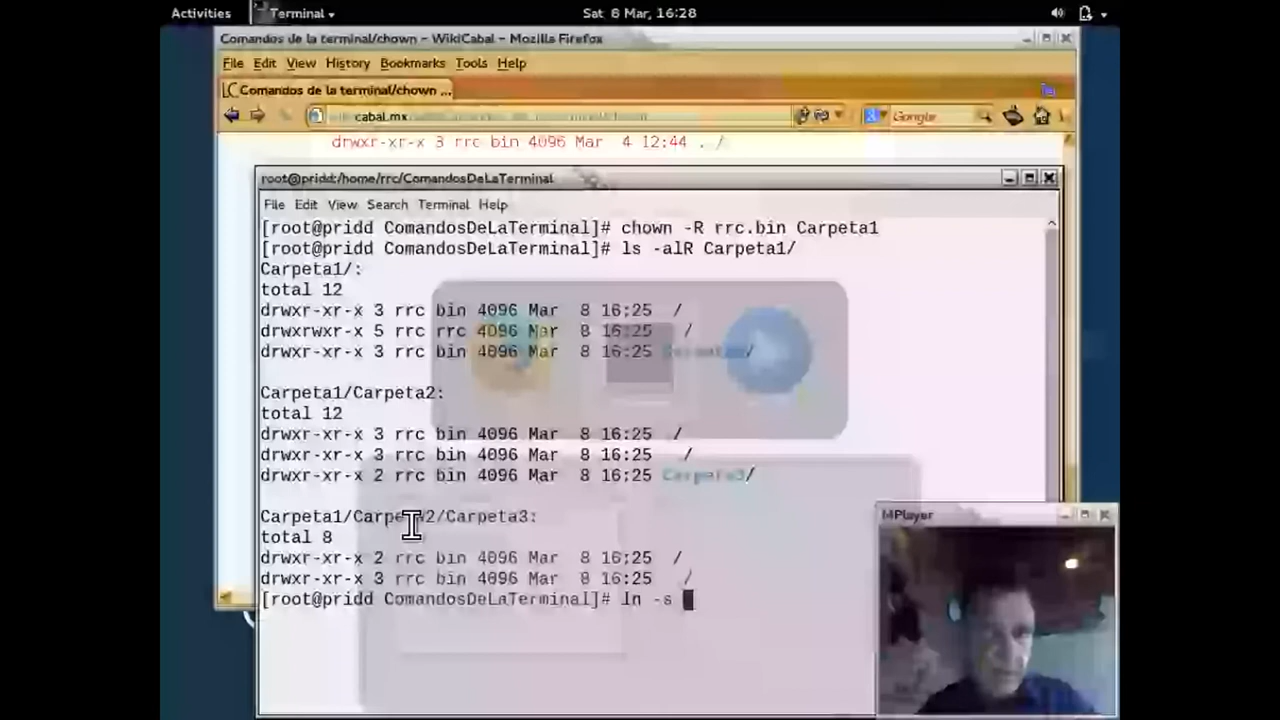 Activities Terminal Sat 8 Mar, 16:28
Comandos de la terminal/chown - WikiCabal - Mozilla Firefox
File Edit View History Bookmarks Tools Help
Comandos de la terminal/chown ...
cabal.mx Google
drwxr-xr-x 3 rrc bin 4096 Mar 4 12:44 . /
root@pridd:/home/rrc/ComandosDeLaTerminal
File Edit View Search Terminal Help
[root@pridd ComandosDeLaTerminal]# chown -R rrc.bin Carpeta1
[root@pridd ComandosDeLaTerminal]# ls -alR Carpeta1/
Carpeta1/:
total 12
drwxr-xr-x 3 rrc bin 4096 Mar 8 16:25 /
drwxrwxr-x 5 rrc rrc 4096 Mar 8 16:25 /
drwxr-xr-x 3 rrc bin 4096 Mar 8 16:25 /
Carpeta1/Carpeta2:
total 12
drwxr-xr-x 3 rrc bin 4096 Mar 8 16:25 /
drwxr-xr-x 3 rrc bin 4096 Mar 8 16:25 /
drwxr-xr-x 2 rrc bin 4096 Mar 8 16:25 Carpeta3/
Carpeta1/Carpeta2/Carpeta3:
total 8
drwxr-xr-x 2 rrc bin 4096 Mar 8 16:25 /
drwxr-xr-x 3 rrc bin 4096 Mar 8 16:25 /
[root@pridd ComandosDeLaTerminal]# ln -s
MPlayer